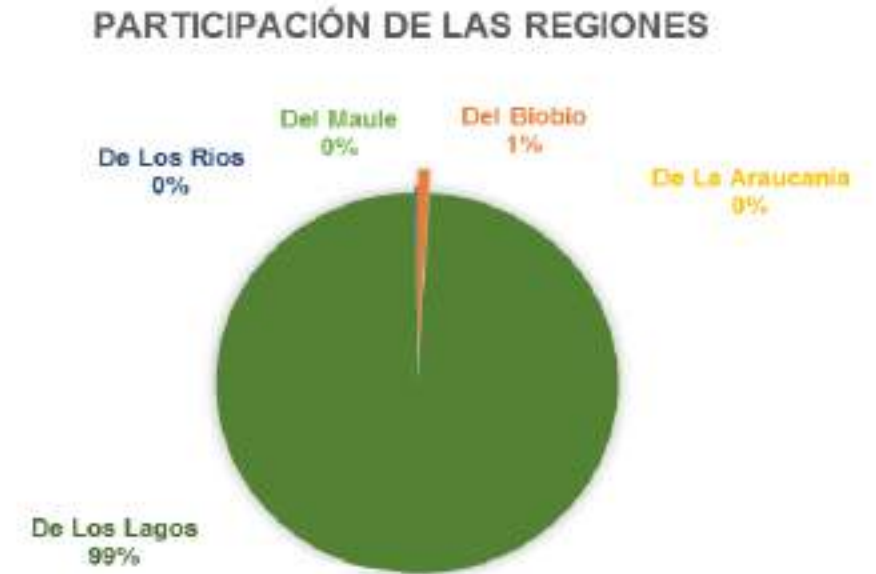 PARTICIPACIÓN DE LAS REGIONES
Del Maule
0%
Del Biobio
1%
De Los Rios
0%
De La Araucania
0%
De Los Lagos
99%